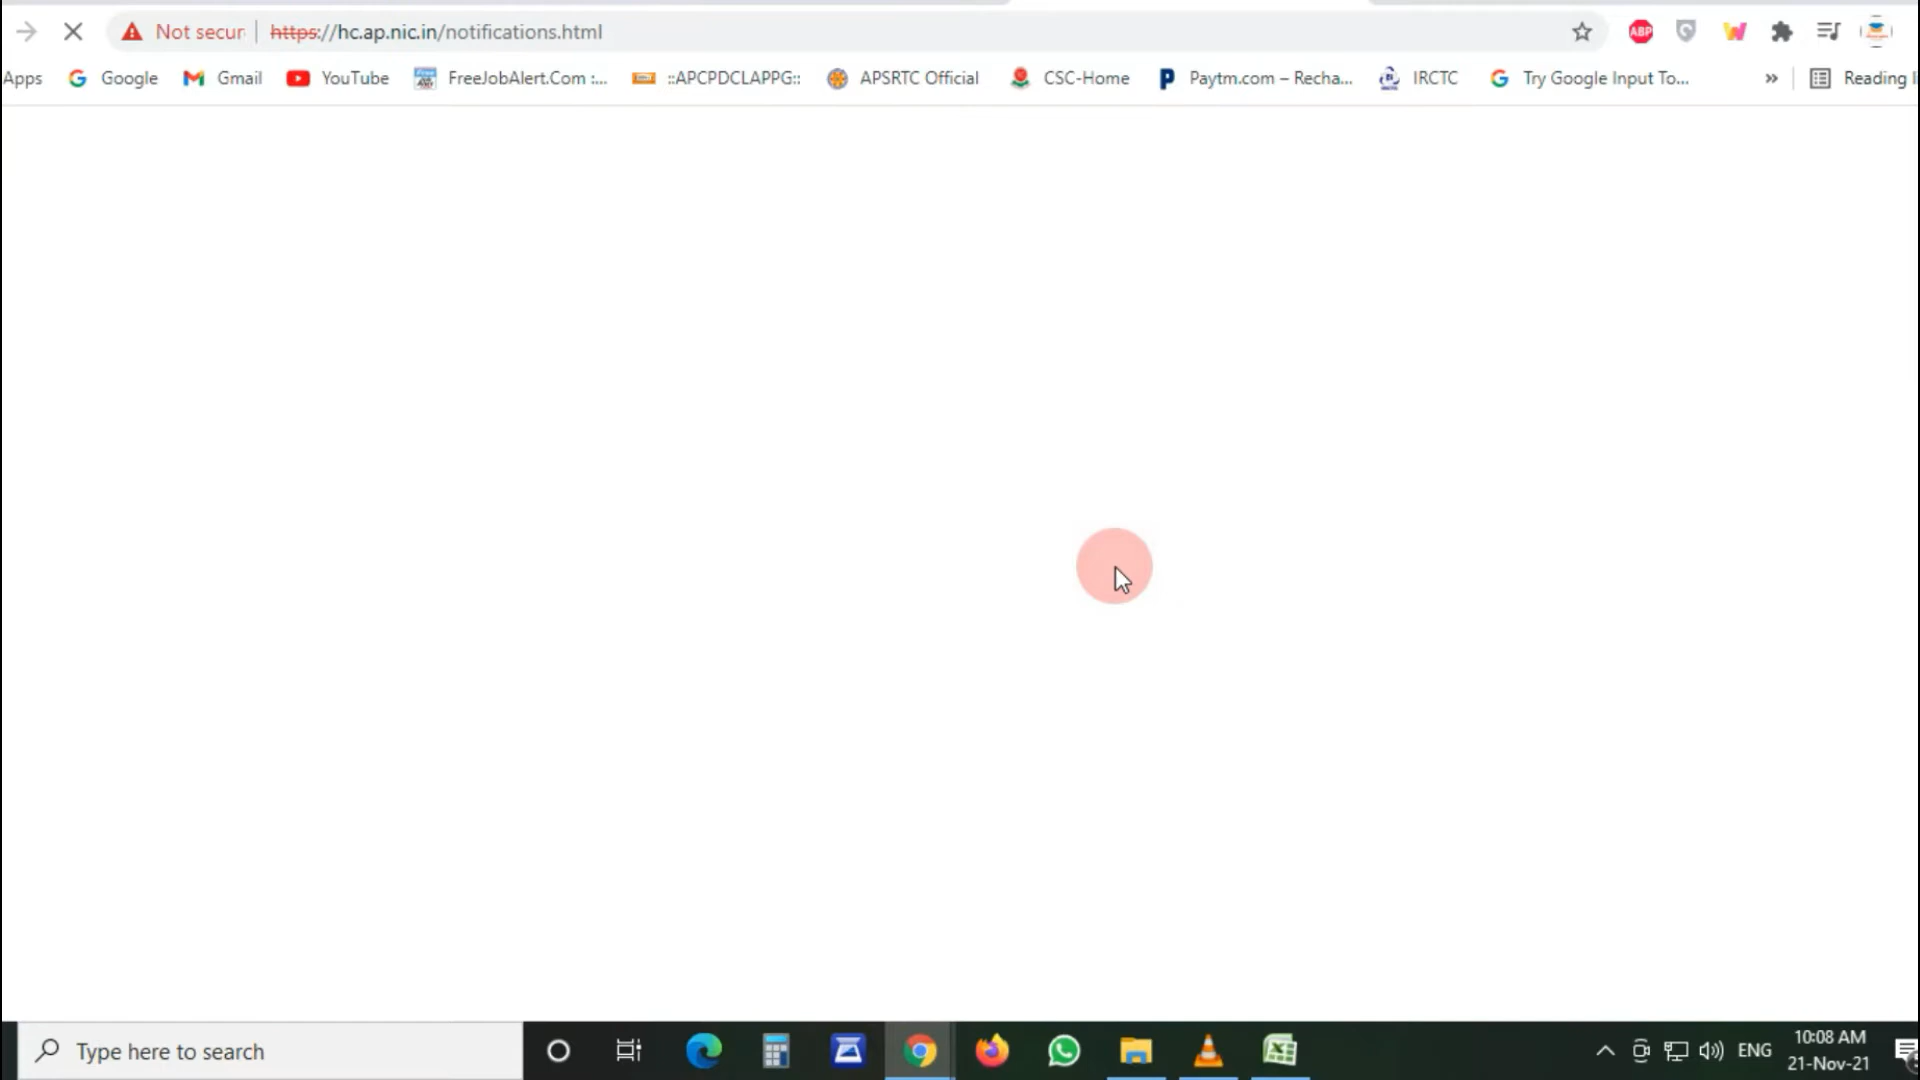 Not secur https://hc.ap.nic.in/notifications.html ABP
Apps Google Gmail YouTube FreeJobAlert.Com :... ::APCPDCLAPPG:: APSRTC Official CSC-Home Paytm.com – Recha... IRCTC Try Google Input To... » Reading
Type here to search ENG 10:08 AM
21-Nov-21